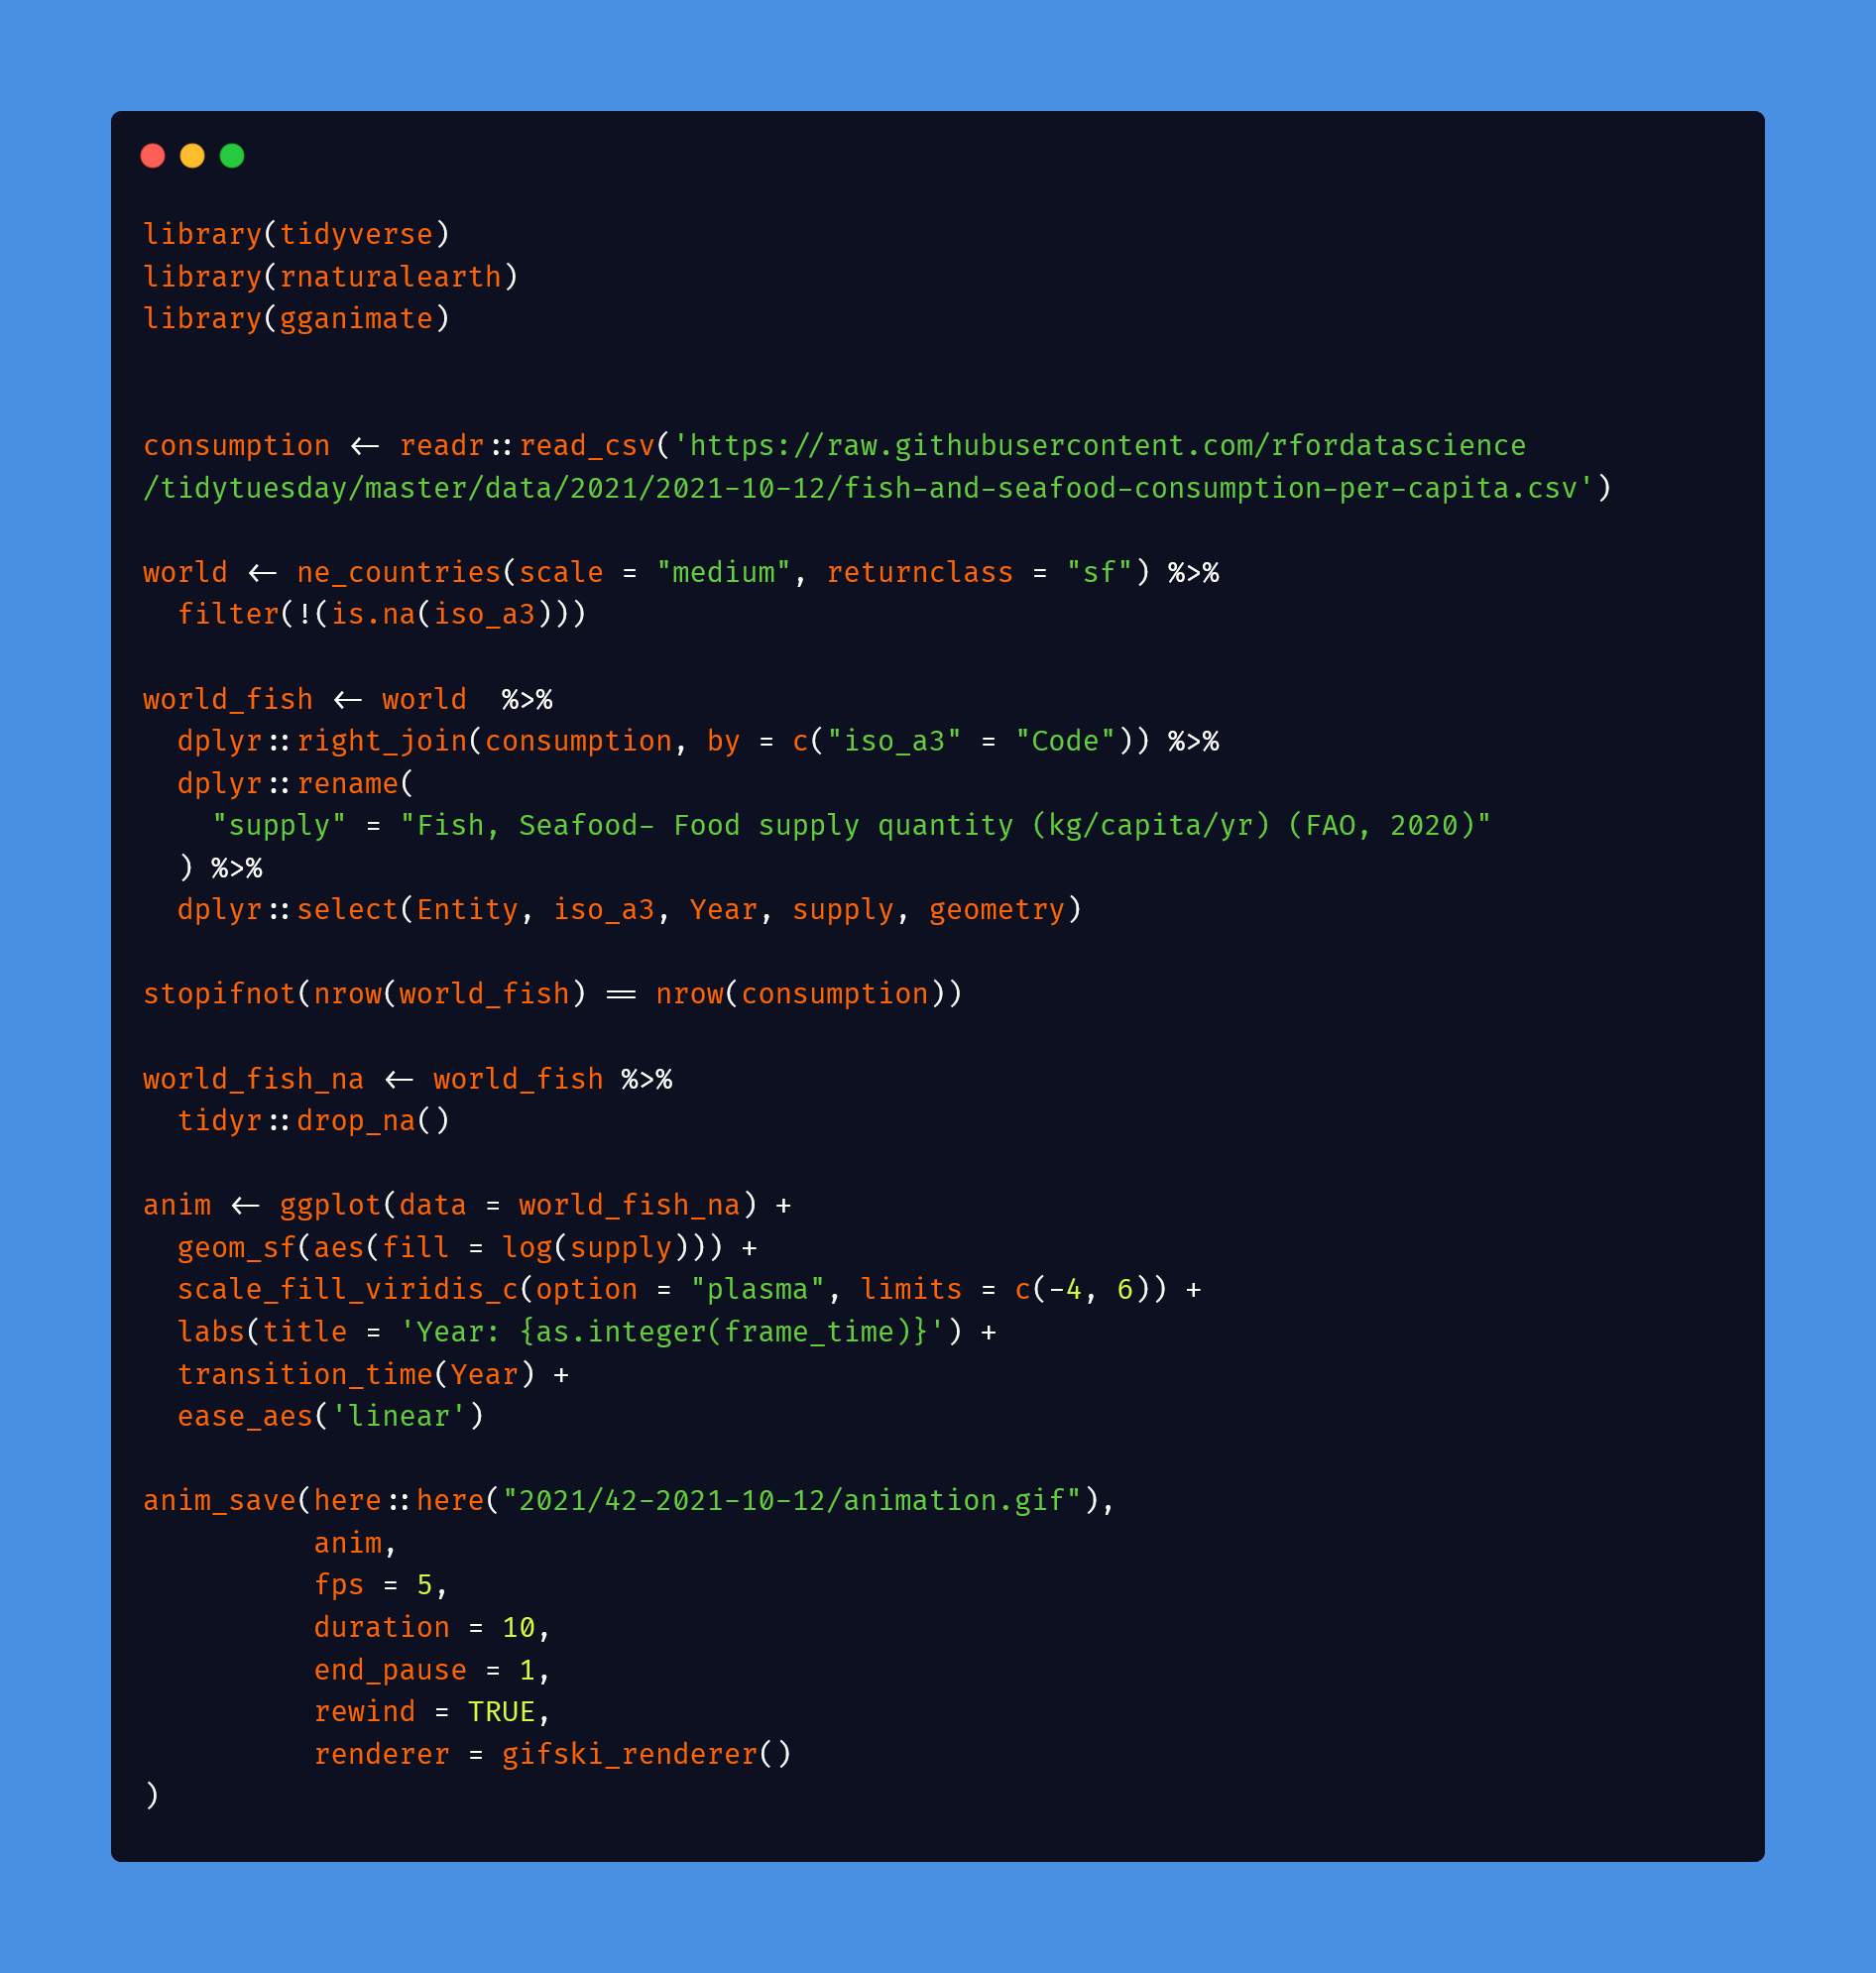 library(tidyverse)
library(rnaturalearth)
library(gganimate)
consumption <- readr::read_csv('https://raw.githubusercontent.com/rfordatascience
/tidytuesday/master/data/2021/2021-10-12/fish-and-seafood-consumption-per-capita.csv')
world <- ne_countries(scale = "medium", returnclass = "sf") %>%
  filter(!(is.na(iso_a3)))
world_fish <- world  %>%
  dplyr::right_join(consumption, by = c("iso_a3" = "Code")) %>%
  dplyr::rename(
    "supply" = "Fish, Seafood- Food supply quantity (kg/capita/yr) (FAO, 2020)"
  ) %>%
  dplyr::select(Entity, iso_a3, Year, supply, geometry)
stopifnot(nrow(world_fish) == nrow(consumption))
world_fish_na <- world_fish %>%
  tidyr::drop_na()
anim <- ggplot(data = world_fish_na) +
  geom_sf(aes(fill = log(supply))) +
  scale_fill_viridis_c(option = "plasma", limits = c(-4, 6)) +
  labs(title = 'Year: {as.integer(frame_time)}') +
  transition_time(Year) +
  ease_aes('linear')
anim_save(here::here("2021/42-2021-10-12/animation.gif"),
          anim,
          fps = 5,
          duration = 10,
          end_pause = 1,
          rewind = TRUE,
          renderer = gifski_renderer()
)